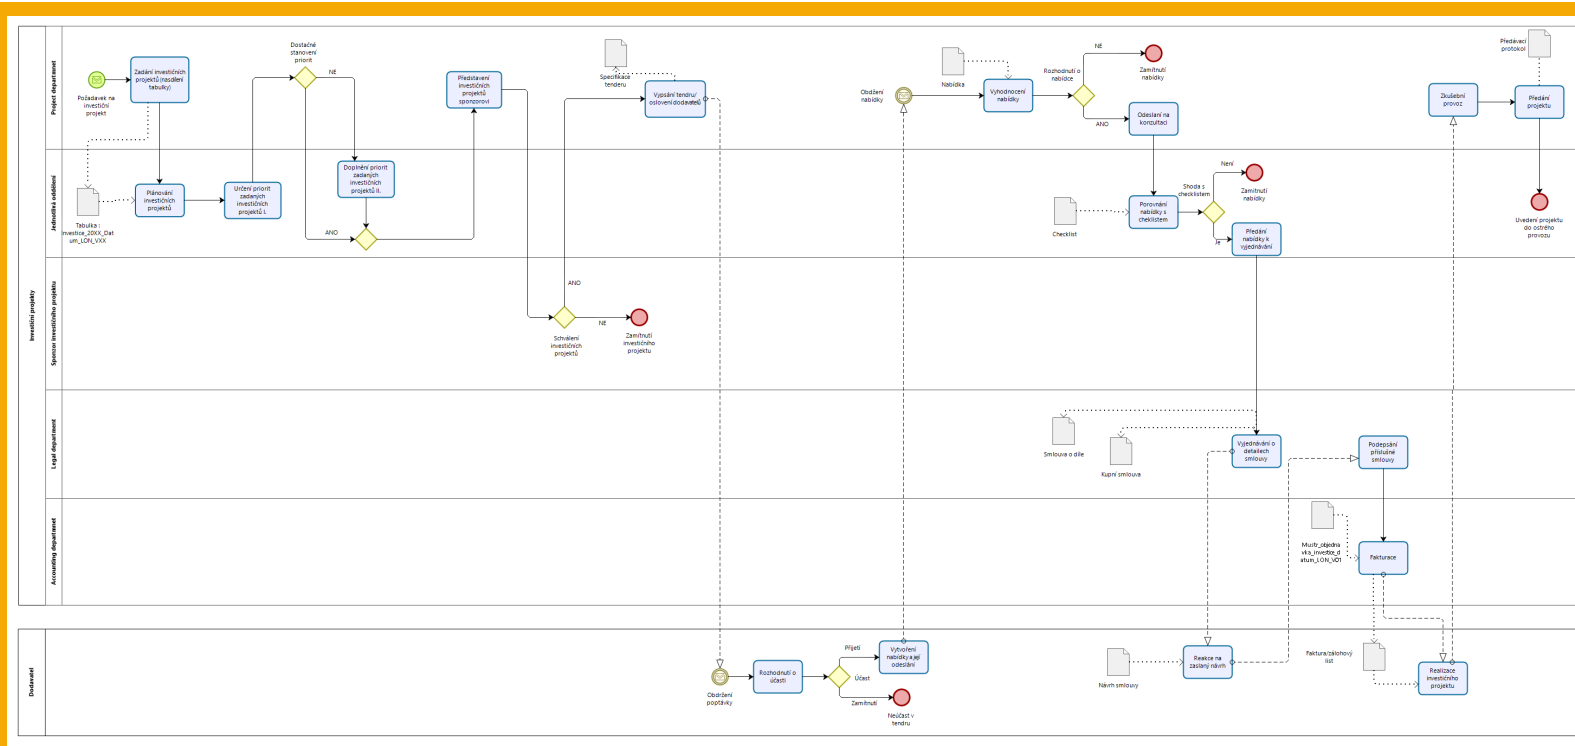 Investiční projekty
Project departmnet
Jednotlivá oddělení
Sponzor investičního projektu
Legal department
Accounting departmnet
Dodavatel
Požadavek na
investiční
projekt
Zadání investičních
projektů (nasdílení
tabulky)
Tabulka :
Investice_20XX_Dat
um_LON_VXX
Plánování
investičních
projektů
Určení priorit
zadaných
investičních
projektů I.
Dostačné
stanovení
priorit
NE
ANO
Doplnění priorit
zadaných
investičních
projektů II.
Představení
investičních
projektů
sponzorovi
Schválení
investičních
projektů
ANO
NE
Zamítnutí
investičního
projektu
Specifikace
tenderu
Vypsání tendru/
oslovení dodavatelů
Obdržení
poptávky
Rozhodnutí o
účasti
Přijetí
Účast
Zamítnutí
Vytvoření
nabídky a její
odeslání
Neúčast v
tendru
Obdžení
nabídky
Nabídka
Vyhodnocení
nabídky
Rozhodnutí o
nabídce
NE
ANO
Zamítnutí
nabídky
Odeslání na
konzultaci
Checklist
Porovnání
nabídky s
cheklistem
Shoda s
checklistem
Není
Je
Zamítnutí
nabídky
Předání
nabídky k
vyjednávání
Smlouva o díle
Kupní smlouva
Vyjednávání o
detailech
smlouvy
Návrh smlouvy
Reakce na
zaslaný návrh
Podepsání
příslušné
smlouvy
Mustr_objedna
vka_investice_d
atum_LON_V01
Fakturace
Faktura/zálohový
list
Realizace
investičního
projektu
Zkušební
provoz
Předávací
protokol
Předání
projektu
Uvedení projektu
do ostrého
provozu